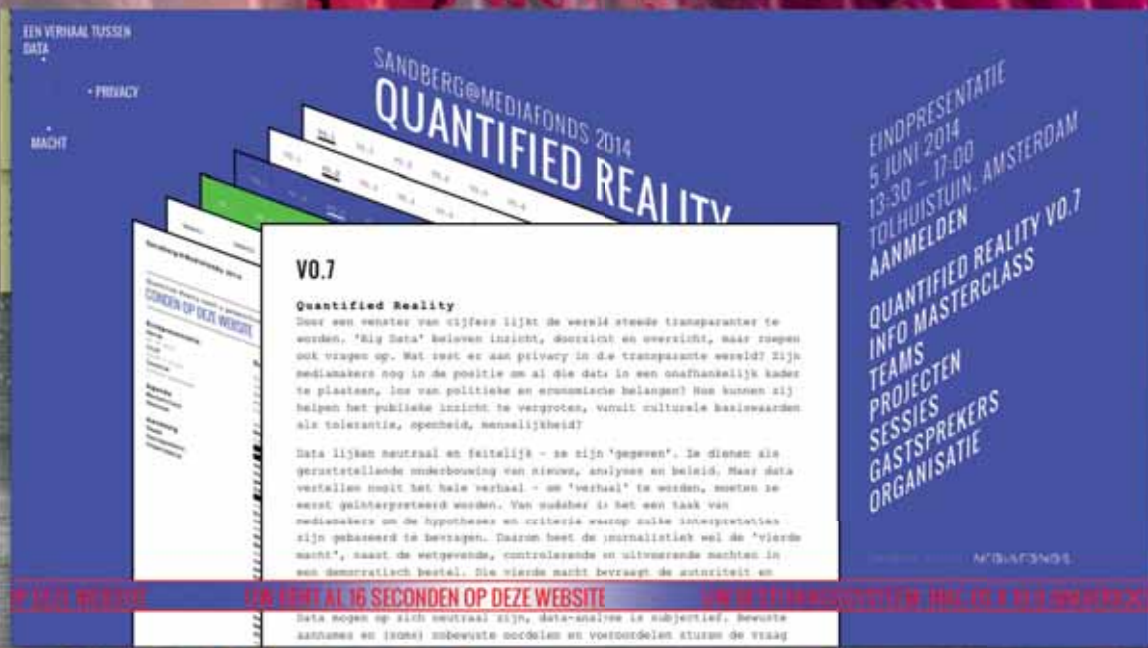 EEN VERHAAL TUSSEN
DATA
PRIVACY
MACHT
SANDBERG@MEDIAFONDS 2014
QUANTIFIED REALITY
EINDPRESENTATIE
5 JUNI 2014
13:30 – 17:00
TOLHUISTUIN, AMSTERDAM
AANMELDEN
QUANTIFIED REALITY V0.7
INFO MASTERCLASS
TEAMS
PROJECTEN
SESSIES
GASTSPREKERS
ORGANISATIE
Sandberg@Mediafonds 2014
CONDEN OP DEZE WEBSITE
V0.7
Quantified Reality
Door een venster van cijfers lijkt de wereld steeds transparanter te
worden. 'Big Data' beloven inzicht, doorzicht en overzicht, maar roepen
ook vragen op. Wat rest er aan privacy in die transparante wereld? Zijn
mediamakers nog in de positie om al die data in een onafhankelijk kader
te plaatsen, los van politieke en economische belangen? Hoe kunnen zij
helpen het publieke inzicht te vergroten, vanuit culturele basiswaarden
als tolerantie, openheid, menselijkheid?
Data lijken neutraal en feitelijk - ze zijn 'gegeven'. Ze dienen als
geruststellende onderbouwing van nieuws, analyses en beleid. Maar data
vertellen nooit het hele verhaal - om 'verhaal' te worden, moeten ze
eerst geïnterpreteerd worden. Van oudsher is het een taak van
mediamakers om de hypotheses en criteria waarop zulke interpretaties
zijn gebaseerd te bevragen. Daarom heet de journalistiek wel de 'vierde
macht', naast de wetgevende, controlerende en uitvoerende machten in
een democratisch bestel. Die vierde macht bevraagt de autoriteit en
P DEZE WEBSITE
BENT AL 16 SECONDEN OP DEZE WEBSITE
Data mogen op zich neutraal zijn, data-analyse is subjectief. Bewuste
aannames en (soms) onbewuste oordelen en vooroordelen sturen de vraag